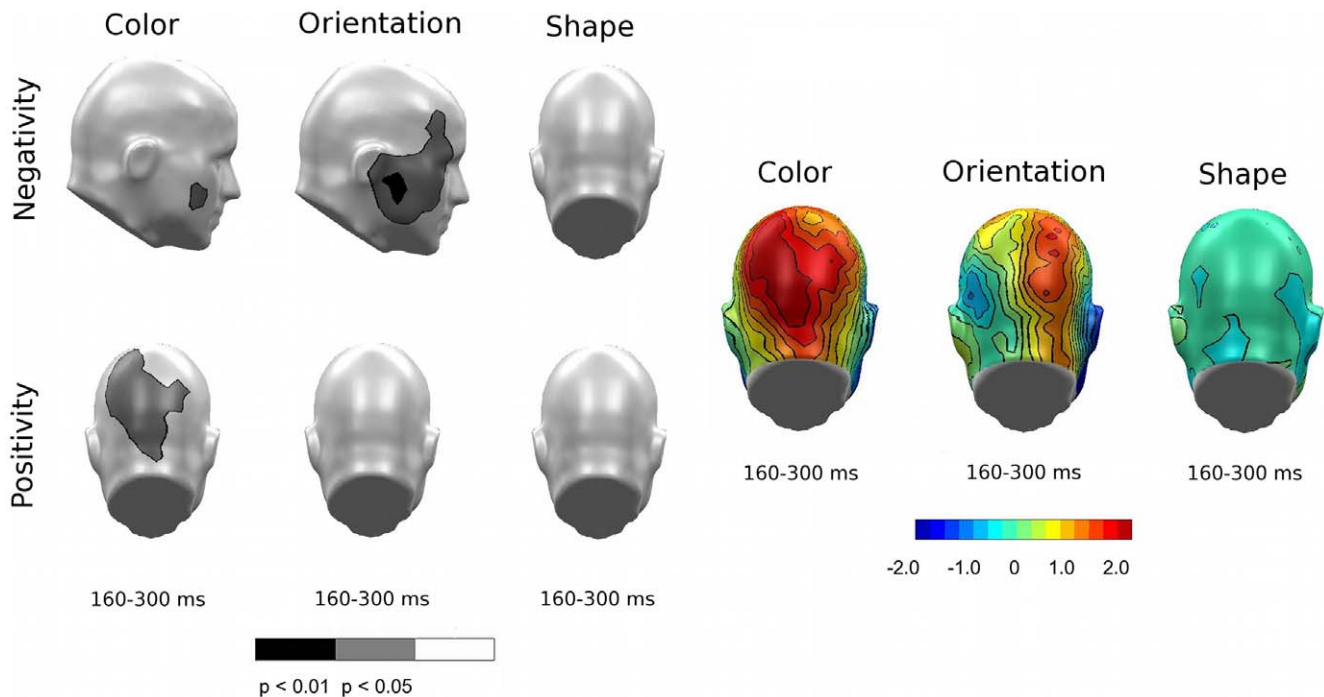 Color Orientation Shape
Negativity
Positivity
160-300 ms 160-300 ms 160-300 ms
p < 0.01 p < 0.05
Color Orientation Shape
160-300 ms 160-300 ms 160-300 ms
-2.0 -1.0 0 1.0 2.0